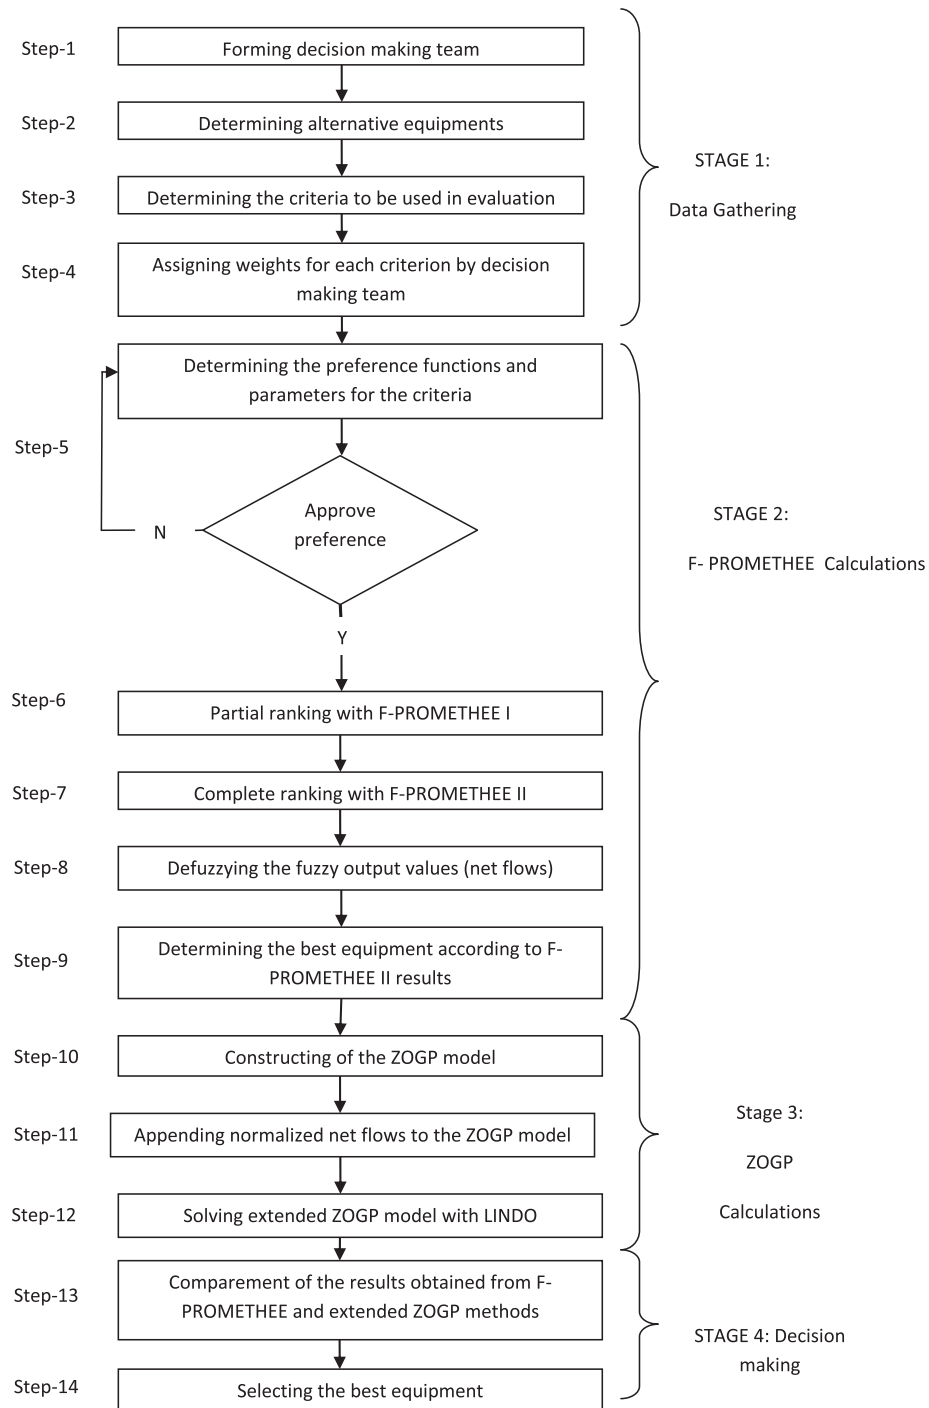 Step-1
Forming decision making team
Step-2
Determining alternative equipments
STAGE 1:
Data Gathering
Step-3
Determining the criteria to be used in evaluation
Step-4
Assigning weights for each criterion by decision
making team
Determining the preference functions and
parameters for the criteria
Step-5
Approve
preference
N
Y
STAGE 2:
F- PROMETHEE Calculations
Step-6
Partial ranking with F-PROMETHEE I
Step-7
Complete ranking with F-PROMETHEE II
Step-8
Defuzzying the fuzzy output values (net flows)
Step-9
Determining the best equipment according to F-
PROMETHEE II results
Step-10
Constructing of the ZOGP model
Step-11
Appending normalized net flows to the ZOGP model
Stage 3:
ZOGP
Calculations
Step-12
Solving extended ZOGP model with LINDO
Step-13
Comparement of the results obtained from F-
PROMETHEE and extended ZOGP methods
STAGE 4: Decision
making
Step-14
Selecting the best equipment